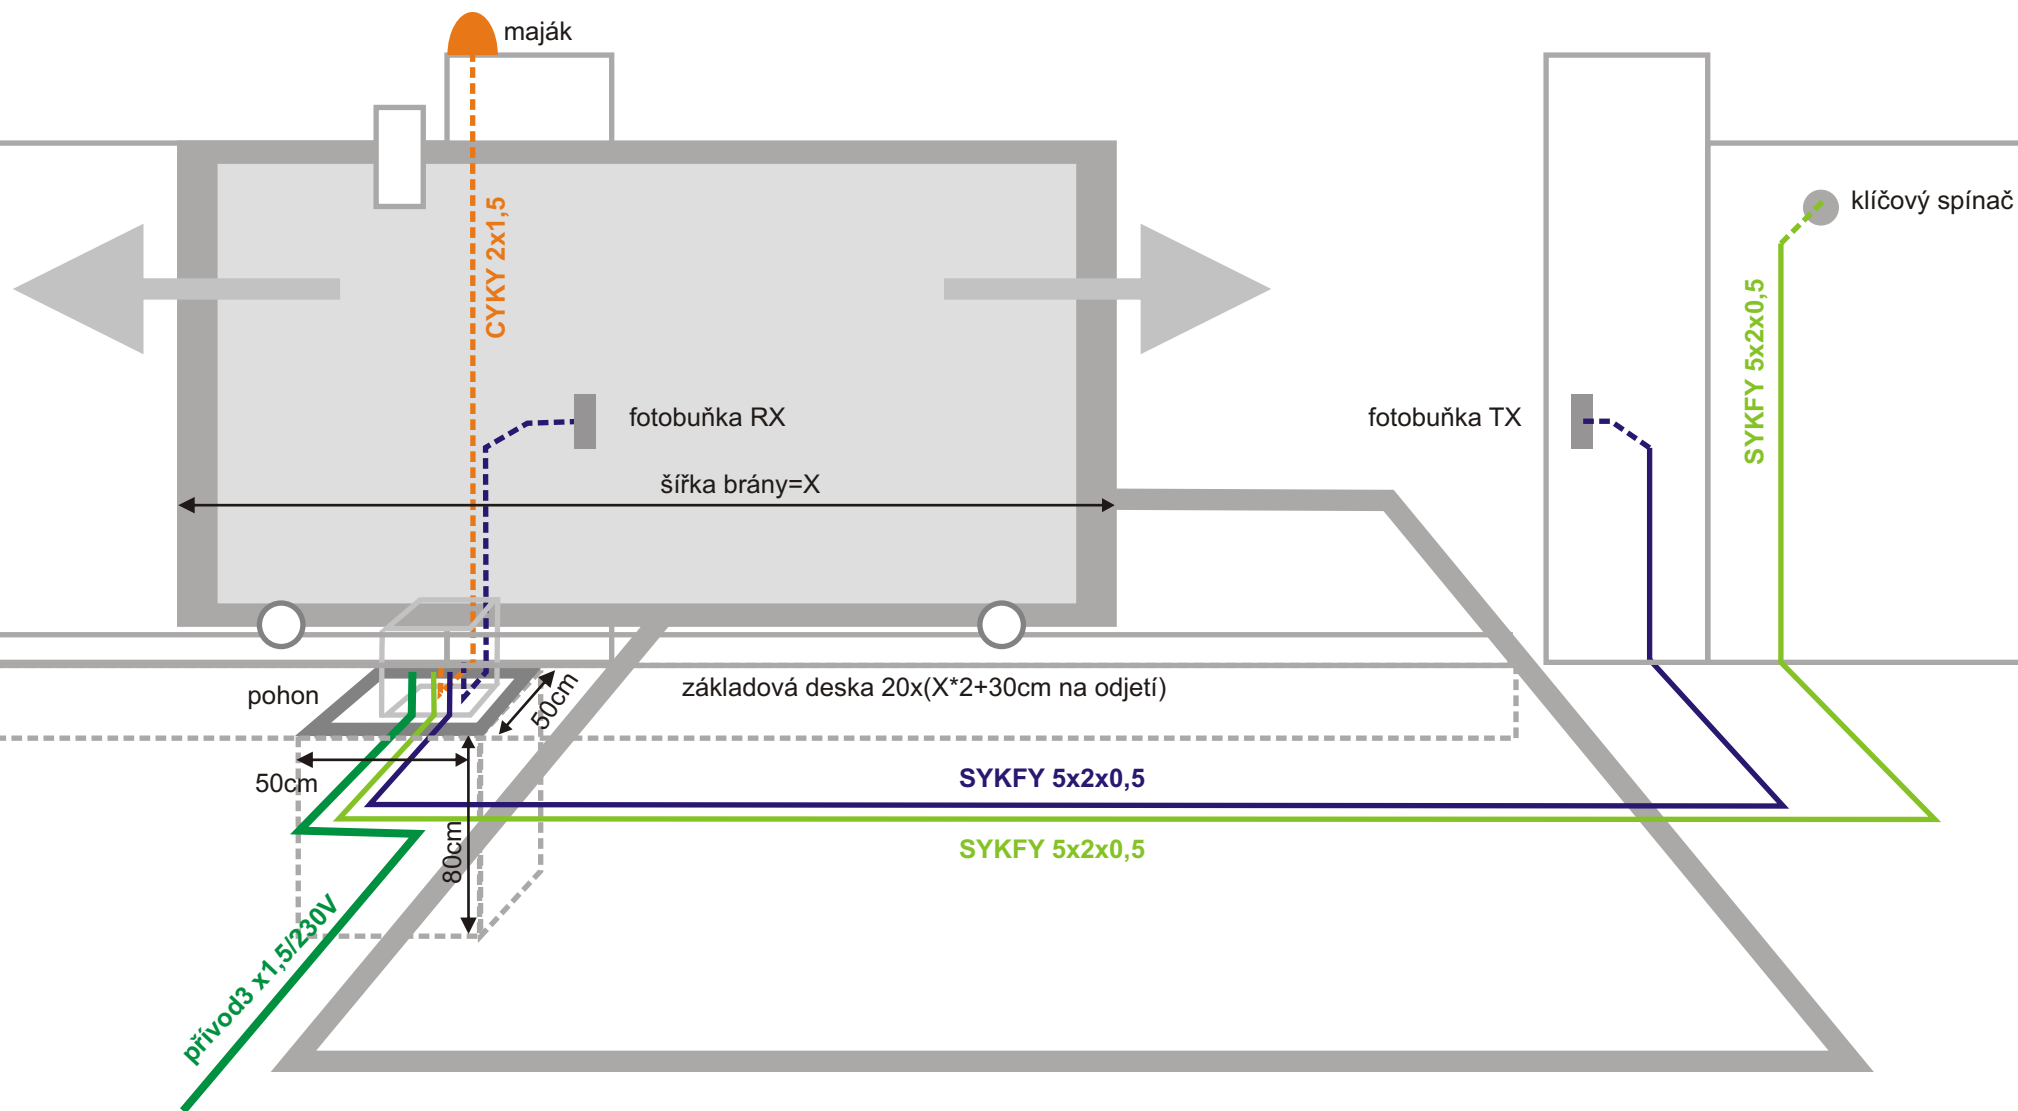 maják
klíčový spínač
CYKY 2x1,5
SYKFY 5x2x0,5
fotobuňka RX
fotobuňka TX
šířka brány=X
pohon
50cm
základová deska 20x(X*2+30cm na odjetí)
50cm
SYKFY 5x2x0,5
80cm
SYKFY 5x2x0,5
přívod3 x1,5/230V